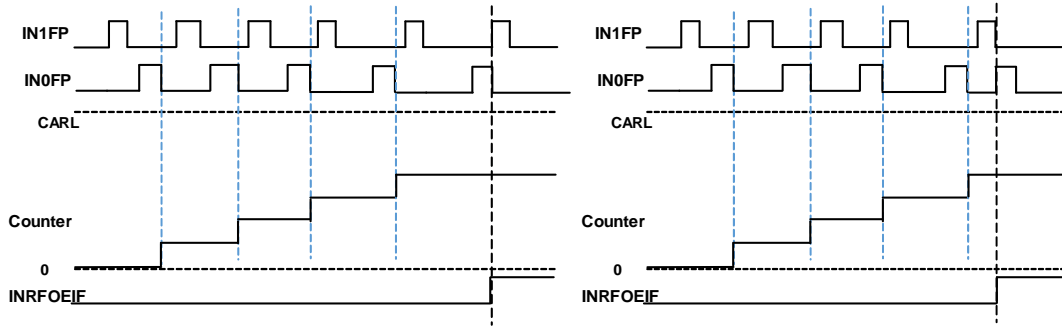 IN1FP
IN0FP
CARL
Counter
0
INRFOEIF
IN1FP
IN0FP
CARL
Counter
0
INRFOEIF